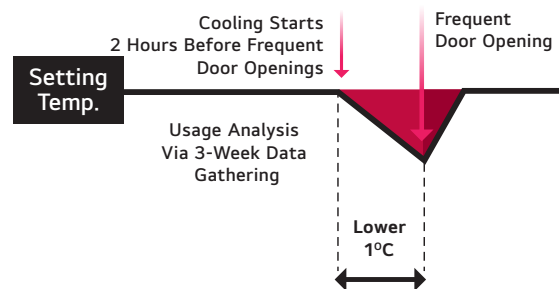 Cooling Starts
2 Hours Before Frequent
Door Openings
Frequent
Door Opening
Setting
Temp.
Usage Analysis
Via 3-Week Data
Gathering
Lower
1ºC